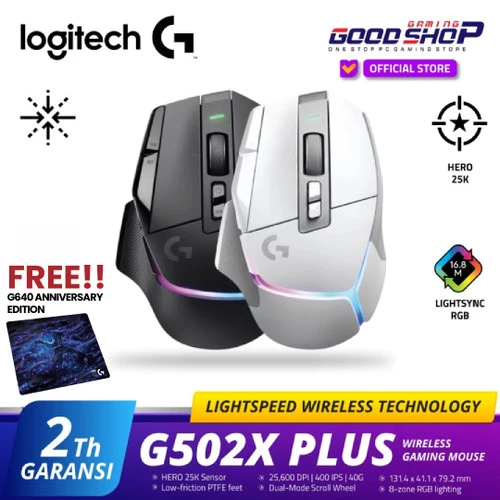 logitech G
GAMING
GOODSHOP
ONE STOP PC GAMING STORE
OFFICIAL STORE
HERO
25K
16.8
M
LIGHTSYNC
RGB
FREE!!
G640 ANNIVERSARY
EDITION
LIGHTSPEED WIRELESS TECHNOLOGY
2Th
GARANSI
G502X PLUS
WIRELESS
GAMING MOUSE
• HERO 25K Sensor
• Low-friction PTFE feet
• 25,600 DPI | 400 IPS | 40G
• Dual-Mode Scroll Wheel
• 131.4 x 41.1 x 79.2 mm
• 8-zone RGB lighting